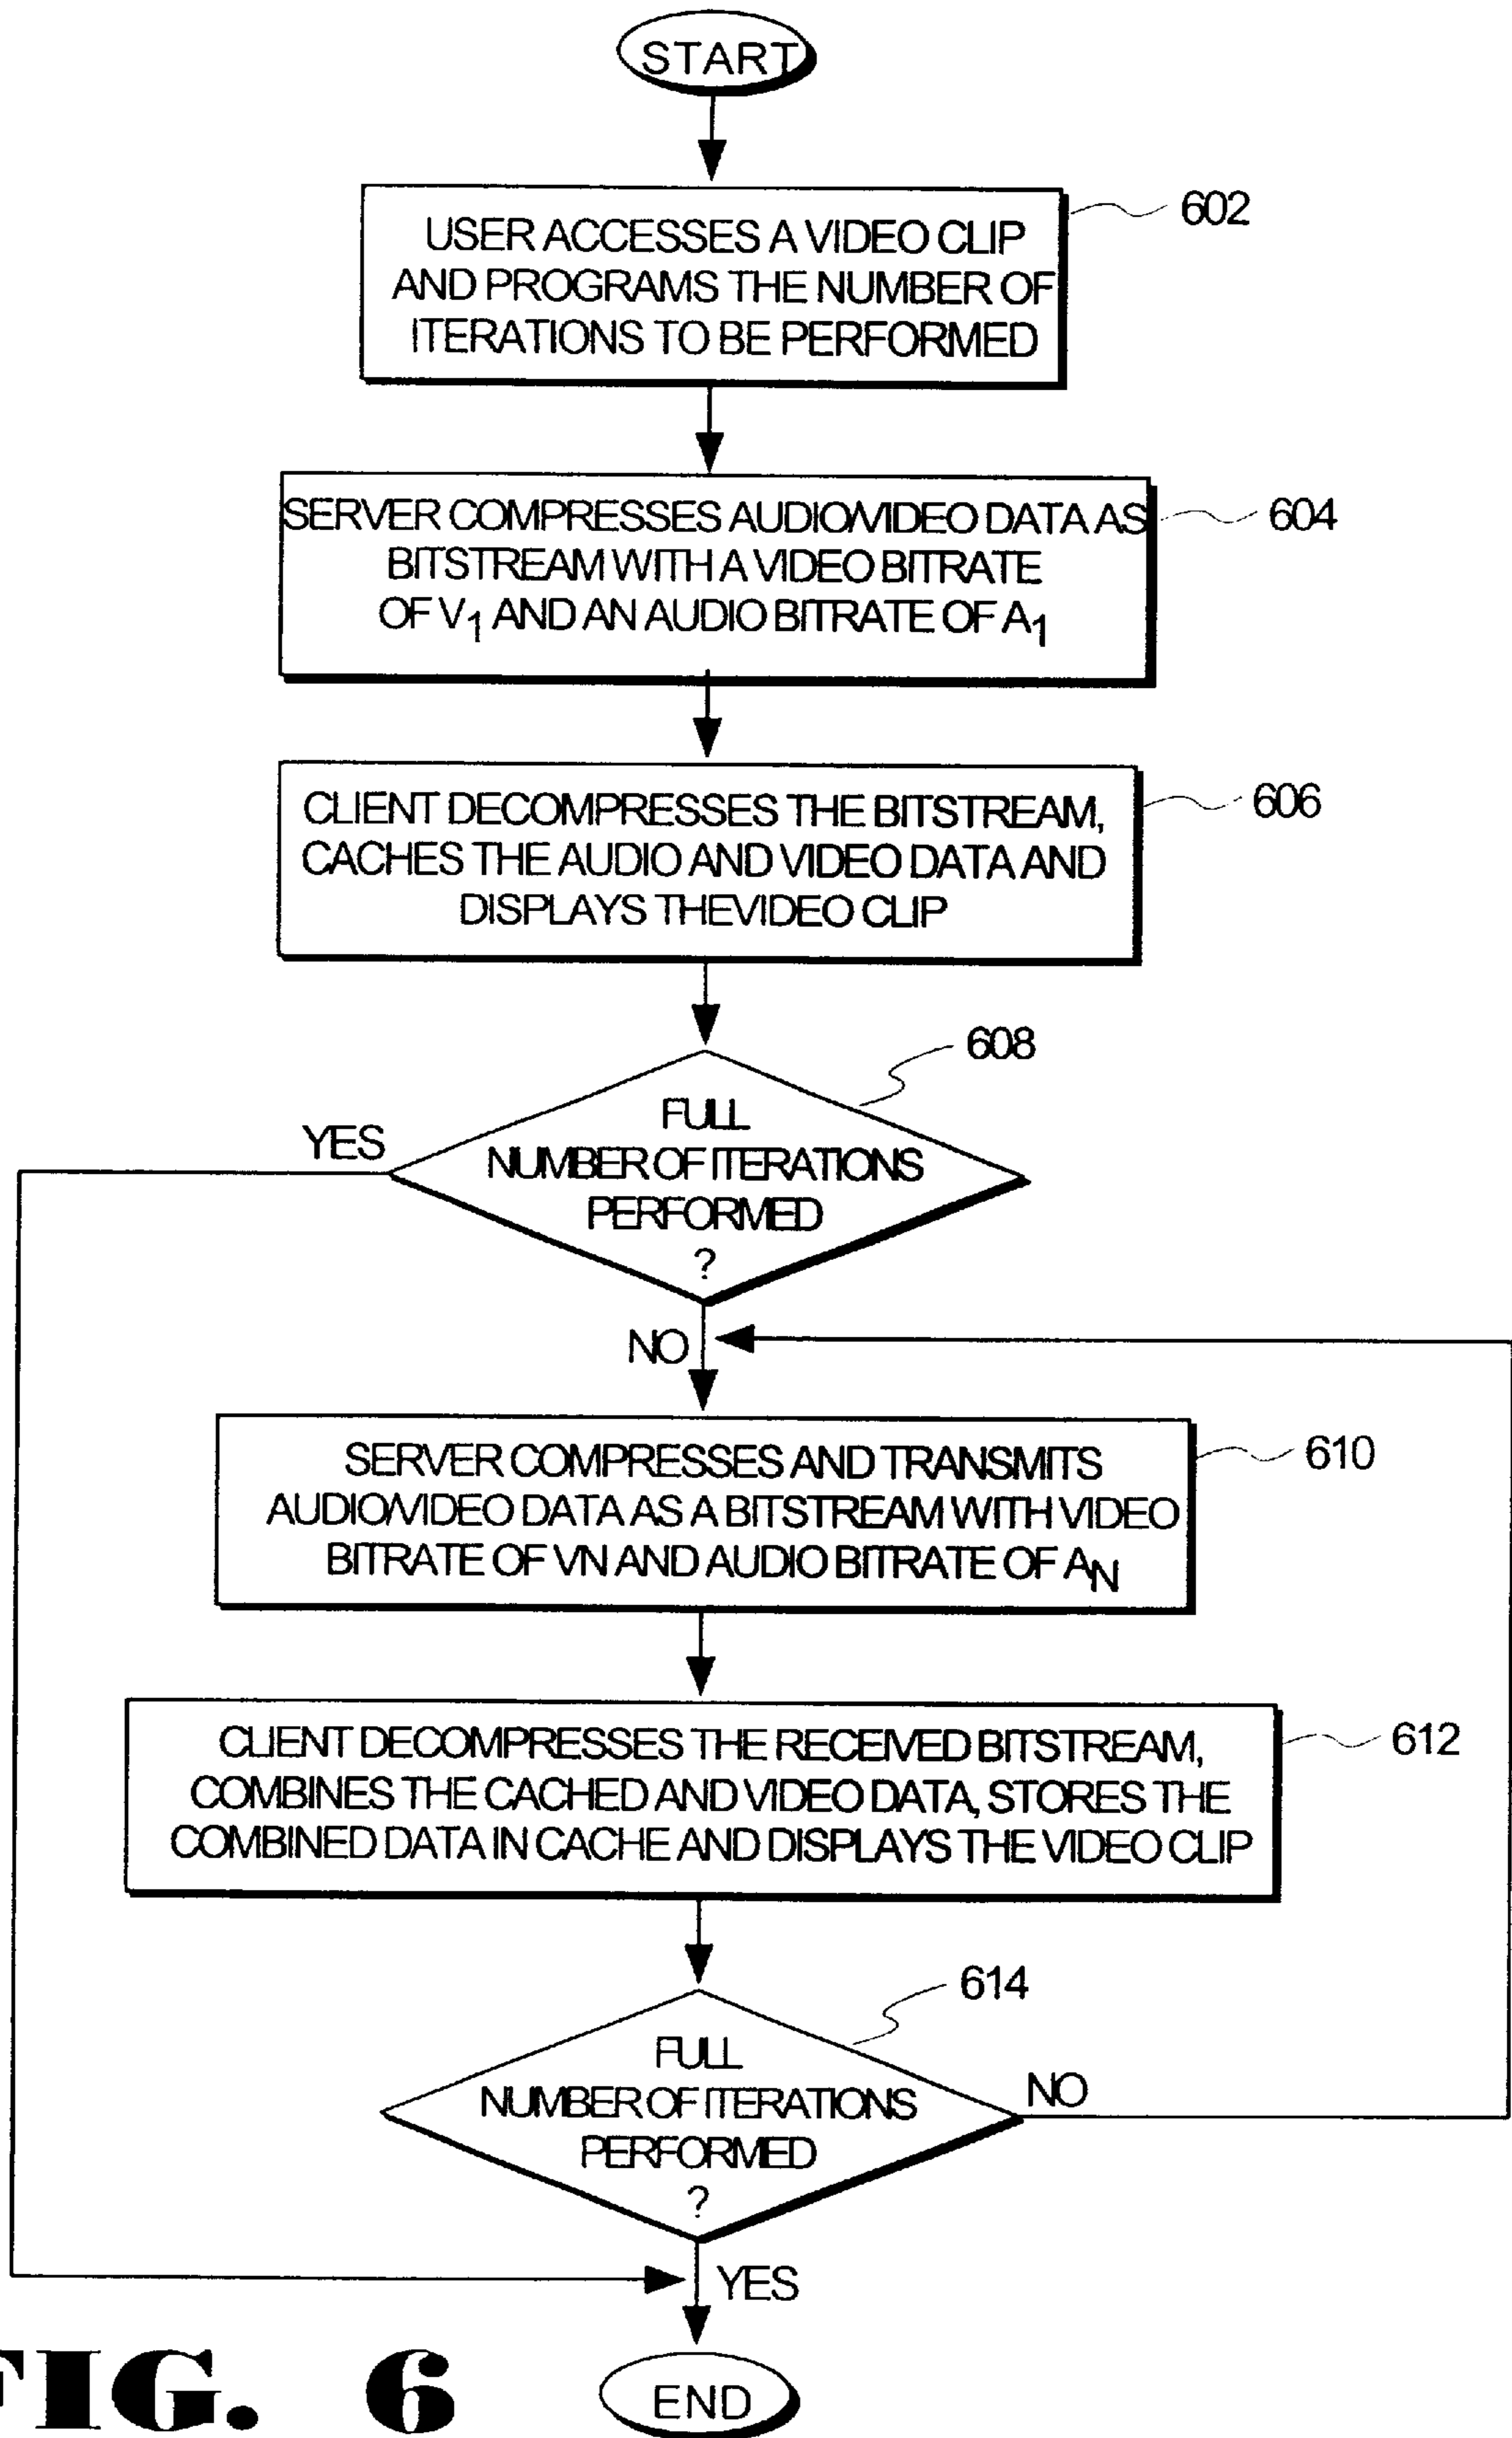 START
USER ACCESSES A VIDEO CLIP
AND PROGRAMS THE NUMBER OF
ITERATIONS TO BE PERFORMED
602
SERVER COMPRESSES AUDIO/VIDEO DATA AS
BITSTREAM WITH A VIDEO BITRATE
OF V1 AND AN AUDIO BITRATE OF A1
604
CLIENT DECOMPRESSES THE BITSTREAM,
CACHES THE AUDIO AND VIDEO DATA AND
DISPLAYS THE VIDEO CLIP
606
608
FULL
NUMBER OF ITERATIONS
PERFORMED
?
YES
NO
SERVER COMPRESSES AND TRANSMITS
AUDIO/VIDEO DATA AS A BITSTREAM WITH VIDEO
BITRATE OF VN AND AUDIO BITRATE OF AN
610
CLIENT DECOMPRESSES THE RECEIVED BITSTREAM,
COMBINES THE CACHED AND VIDEO DATA, STORES THE
COMBINED DATA IN CACHE AND DISPLAYS THE VIDEO CLIP
612
614
FULL
NUMBER OF ITERATIONS
PERFORMED
?
NO
YES
END
FIG. 6